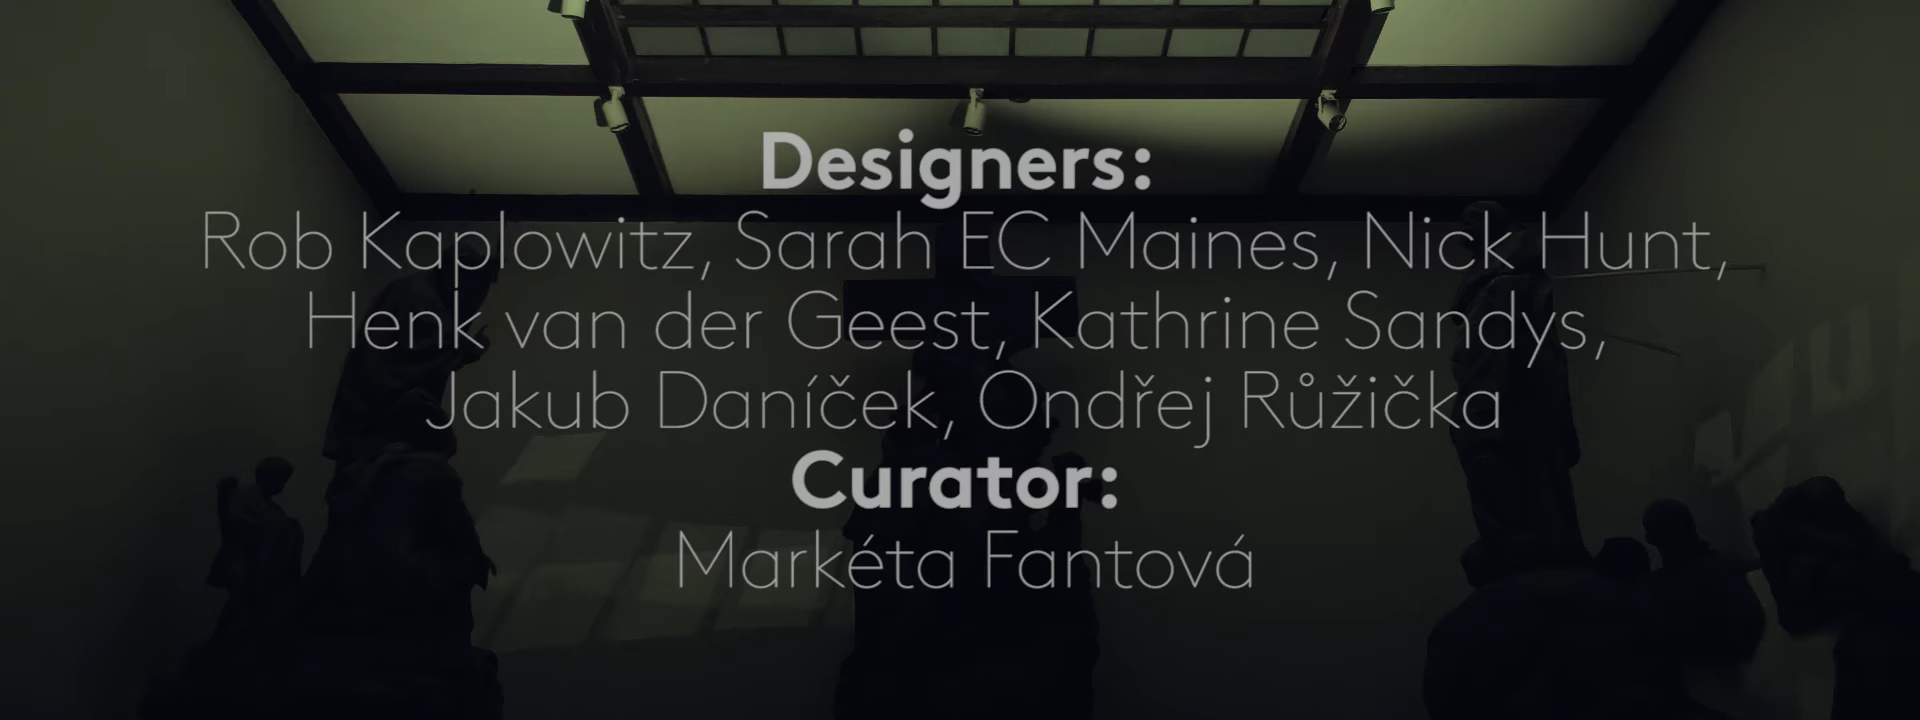 Designers:
Rob Kaplowitz, Sarah EC Maines, Nick Hunt,
Henk van der Geest, Kathrine Sandys,
Jakub Daníček, Ondřej Růžička
Curator:
Markéta Fantová